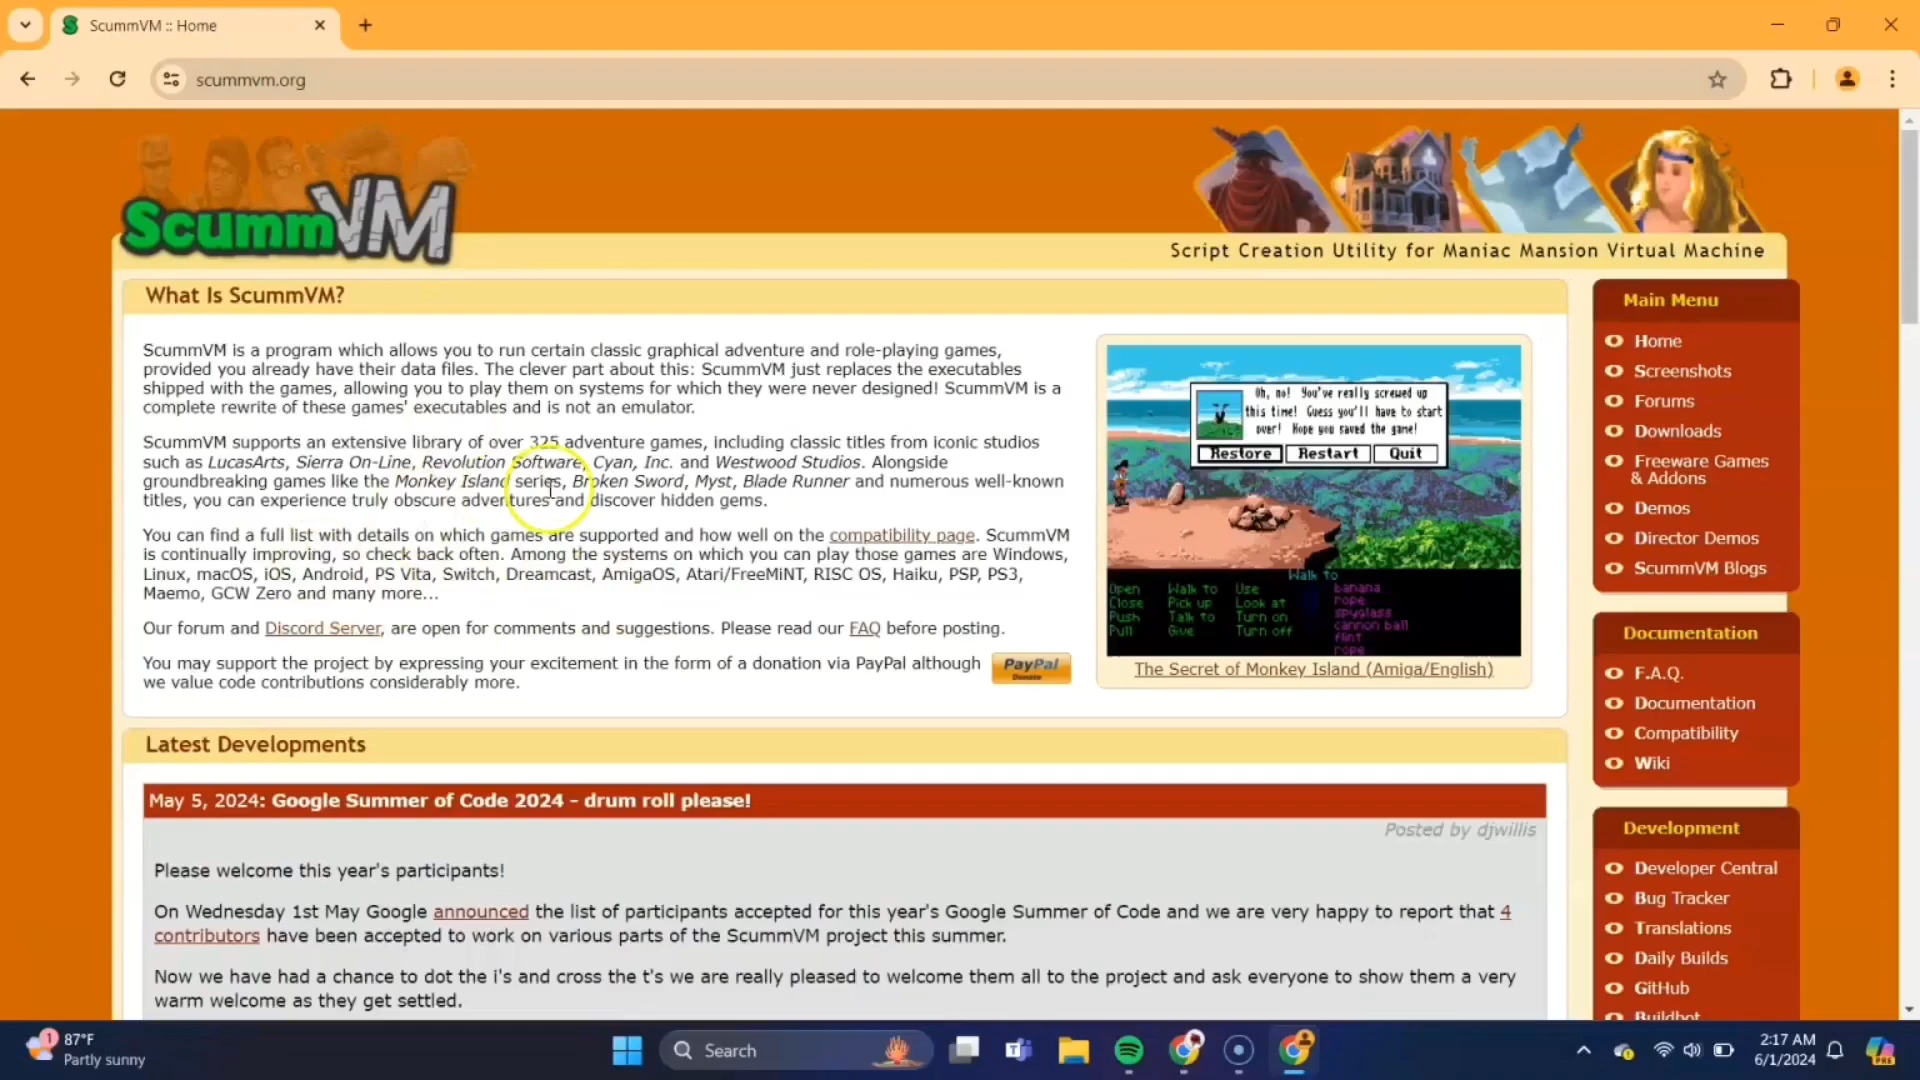 ScummVM :: Home
scummvm.org
ScummVM
Script Creation Utility for Maniac Mansion Virtual Machine
What Is ScummVM?
ScummVM is a program which allows you to run certain classic graphical adventure and role-playing games,
provided you already have their data files. The clever part about this: ScummVM just replaces the executables
shipped with the games, allowing you to play them on systems for which they were never designed! ScummVM is a
complete rewrite of these games' executables and is not an emulator.
ScummVM supports an extensive library of over 325 adventure games, including classic titles from iconic studios
such as LucasArts, Sierra On-Line, Revolution Software, Cyan, Inc. and Westwood Studios. Alongside
groundbreaking games like the Monkey Island series, Broken Sword, Myst, Blade Runner and numerous well-known
titles, you can experience truly obscure adventures and discover hidden gems.
You can find a full list with details on which games are supported and how well on the compatibility page. ScummVM
is continually improving, so check back often. Among the systems on which you can play those games are Windows,
Linux, macOS, iOS, Android, PS Vita, Switch, Dreamcast, AmigaOS, Atari/FreeMiNT, RISC OS, Haiku, PSP, PS3,
Maemo, GCW Zero and many more...
Our forum and Discord Server, are open for comments and suggestions. Please read our FAQ before posting.
You may support the project by expressing your excitement in the form of a donation via PayPal although
we value code contributions considerably more.
PayPal
Donate
Oh, no! You've really screwed up
this time! Guess you'll have to start
over! Hope you saved the game!
Restore Restart Quit
Walk to
Open Walk to Use banana
Close Pick up Look at rope
Push Talk to Turn on spyglass
Pull Give Turn off cannon ball
flint
rope
The Secret of Monkey Island (Amiga/English)
Latest Developments
May 5, 2024: Google Summer of Code 2024 - drum roll please!
Posted by djwillis
Please welcome this year's participants!
On Wednesday 1st May Google announced the list of participants accepted for this year's Google Summer of Code and we are very happy to report that 4
contributors have been accepted to work on various parts of the ScummVM project this summer.
Now we have had a chance to dot the i's and cross the t's we are really pleased to welcome them all to the project and ask everyone to show them a very
warm welcome as they get settled.
Main Menu
Home
Screenshots
Forums
Downloads
Freeware Games
& Addons
Demos
Director Demos
ScummVM Blogs
Documentation
F.A.Q.
Documentation
Compatibility
Wiki
Development
Developer Central
Bug Tracker
Translations
Daily Builds
GitHub
Buildbot
1
87°F
Partly sunny
Search
2:17 AM
6/1/2024
PRE